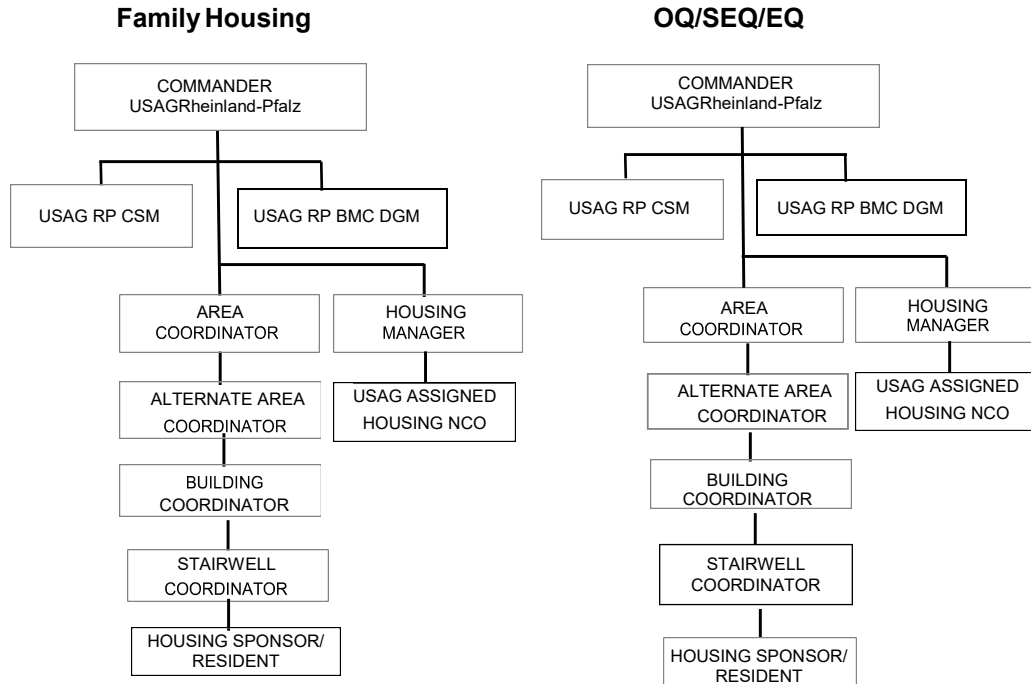 Family Housing
COMMANDER
USAGRheinland-Pfalz
USAG RP CSM
USAG RP BMC DGM
AREA
COORDINATOR
HOUSING
MANAGER
ALTERNATE AREA
COORDINATOR
USAG ASSIGNED
HOUSING NCO
BUILDING
COORDINATOR
STAIRWELL
COORDINATOR
HOUSING SPONSOR/
RESIDENT
OQ/SEQ/EQ
COMMANDER
USAGRheinland-Pfalz
USAG RP CSM
USAG RP BMC DGM
AREA
COORDINATOR
HOUSING
MANAGER
ALTERNATE AREA
COORDINATOR
USAG ASSIGNED
HOUSING NCO
BUILDING
COORDINATOR
STAIRWELL
COORDINATOR
HOUSING SPONSOR/
RESIDENT